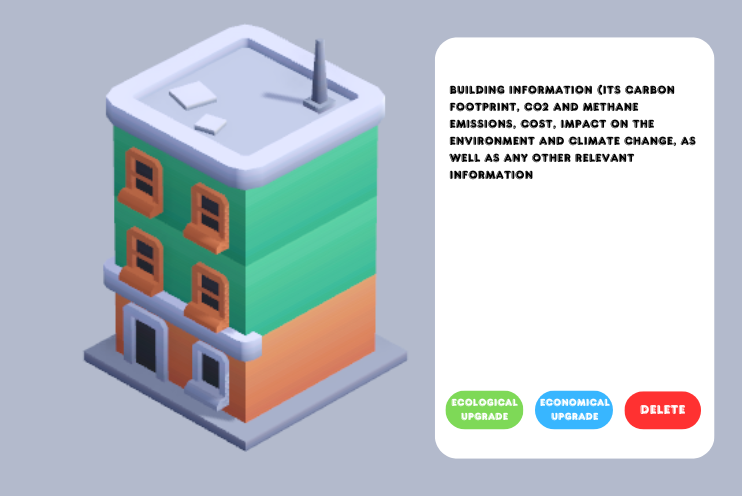 BUILDING INFORMATION (ITS CARBON
FOOTPRINT, CO2 AND METHANE
EMISSIONS, COST, IMPACT ON THE
ENVIRONMENT AND CLIMATE CHANGE, AS
WELL AS ANY OTHER RELEVANT
INFORMATION
ECOLOGICAL
UPGRADE
ECONOMICAL
UPGRADE
DELETE